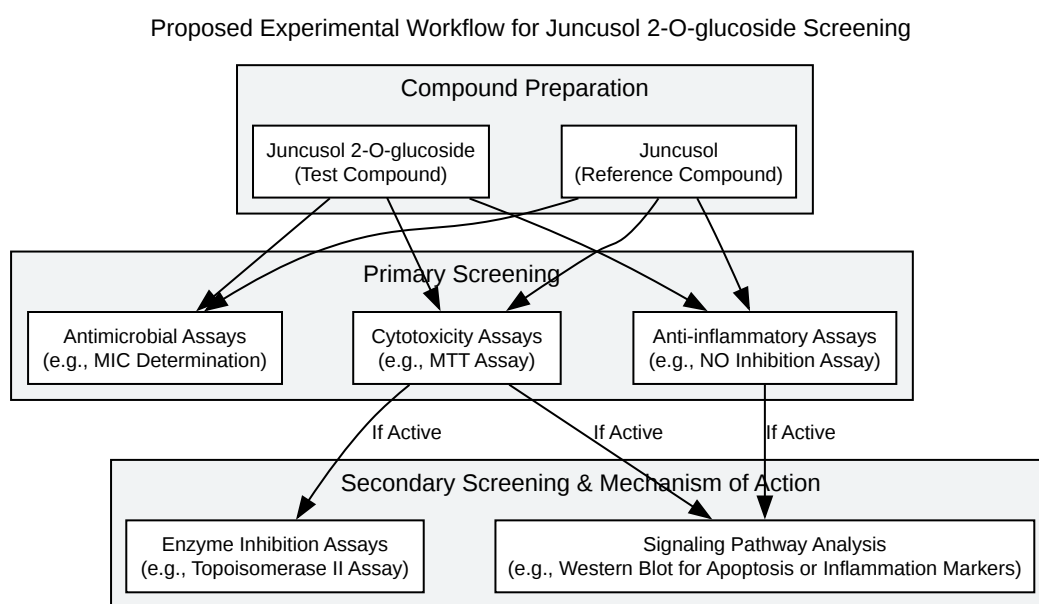 Proposed Experimental Workflow for Juncusol 2-O-glucoside Screening
Compound Preparation
Juncusol 2-O-glucoside
(Test Compound)
Juncusol
(Reference Compound)
Primary Screening
Antimicrobial Assays
(e.g., MIC Determination)
Cytotoxicity Assays
(e.g., MTT Assay)
Anti-inflammatory Assays
(e.g., NO Inhibition Assay)
If Active
If Active
If Active
Secondary Screening & Mechanism of Action
Enzyme Inhibition Assays
(e.g., Topoisomerase II Assay)
Signaling Pathway Analysis
(e.g., Western Blot for Apoptosis or Inflammation Markers)